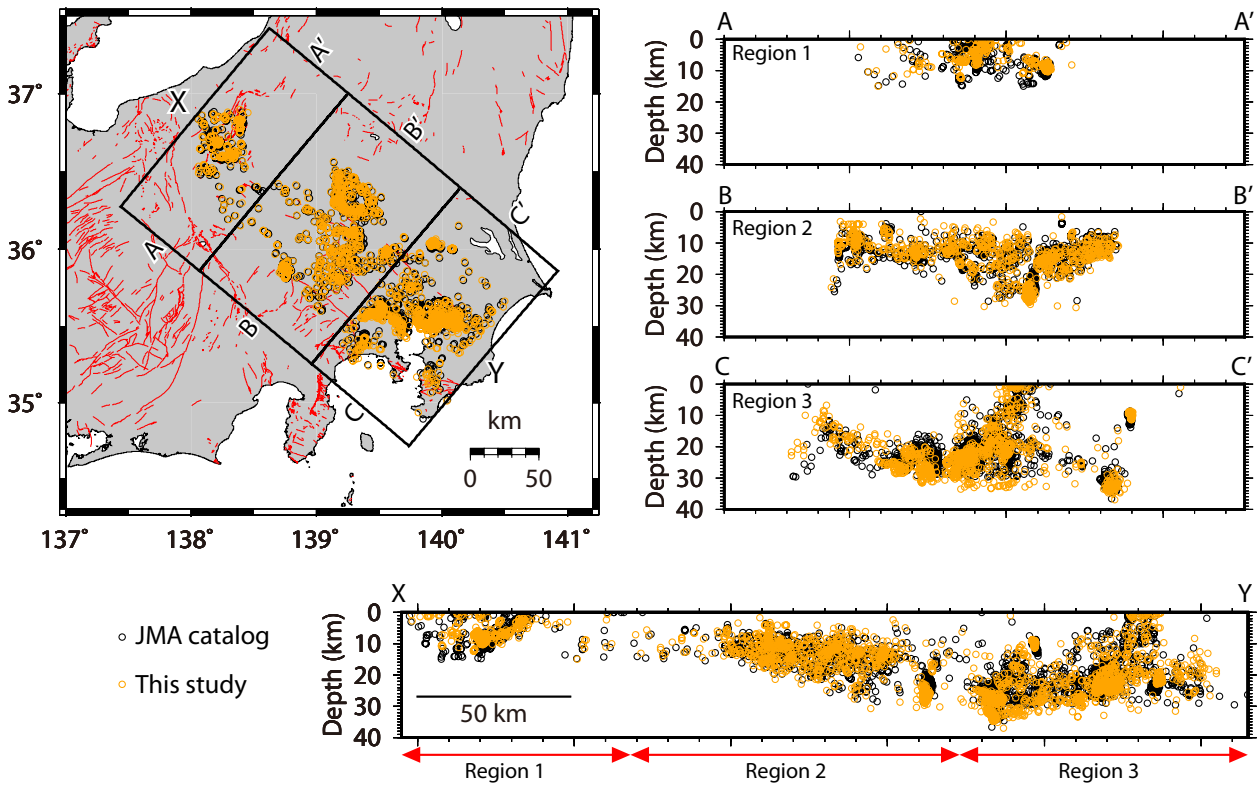 A A'
0
10
20
30
40
Depth (km)
Region 1
B B'
0
10
20
30
40
Depth (km)
Region 2
C C'
0
10
20
30
40
Depth (km)
Region 3
37°
36°
35°
137° 138° 139° 140° 141°
X
A'
B'
C'
A
B
C
Y
km
0 50
X Y
0
10
20
30
40
Depth (km)
50 km
Region 1 Region 2 Region 3
JMA catalog
This study